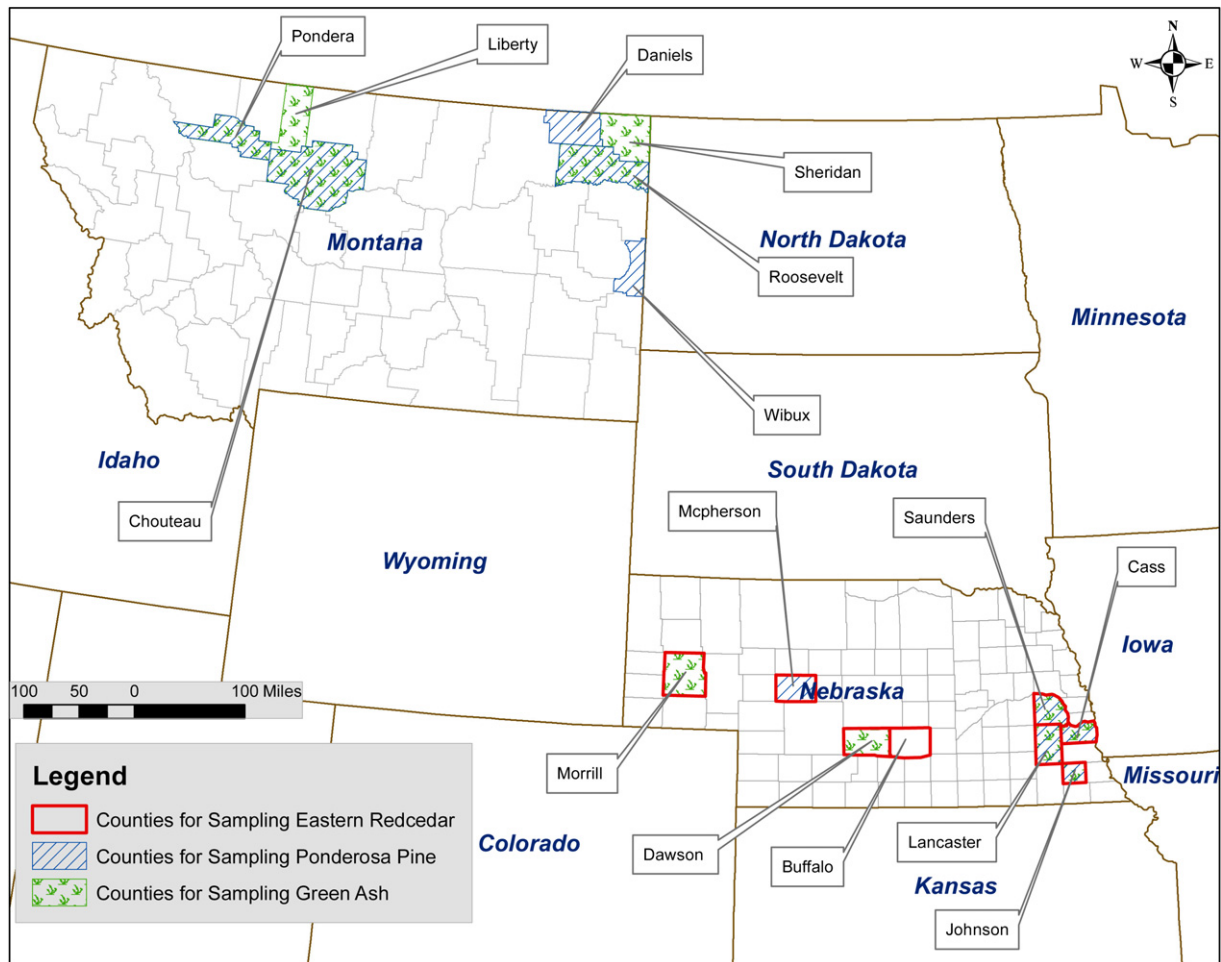 Pondera
Liberty
Daniels
N
W E
S
Sheridan
Montana
North Dakota
Roosevelt
Minnesota
Wibux
Idaho
South Dakota
Chouteau
Mcpherson
Saunders
Wyoming
Cass
Iowa
100 50 0 100 Miles
Nebraska
Morrill
Missouri
Legend
Counties for Sampling Eastern Redcedar
Counties for Sampling Ponderosa Pine
Counties for Sampling Green Ash
Colorado
Dawson
Buffalo
Lancaster
Kansas
Johnson